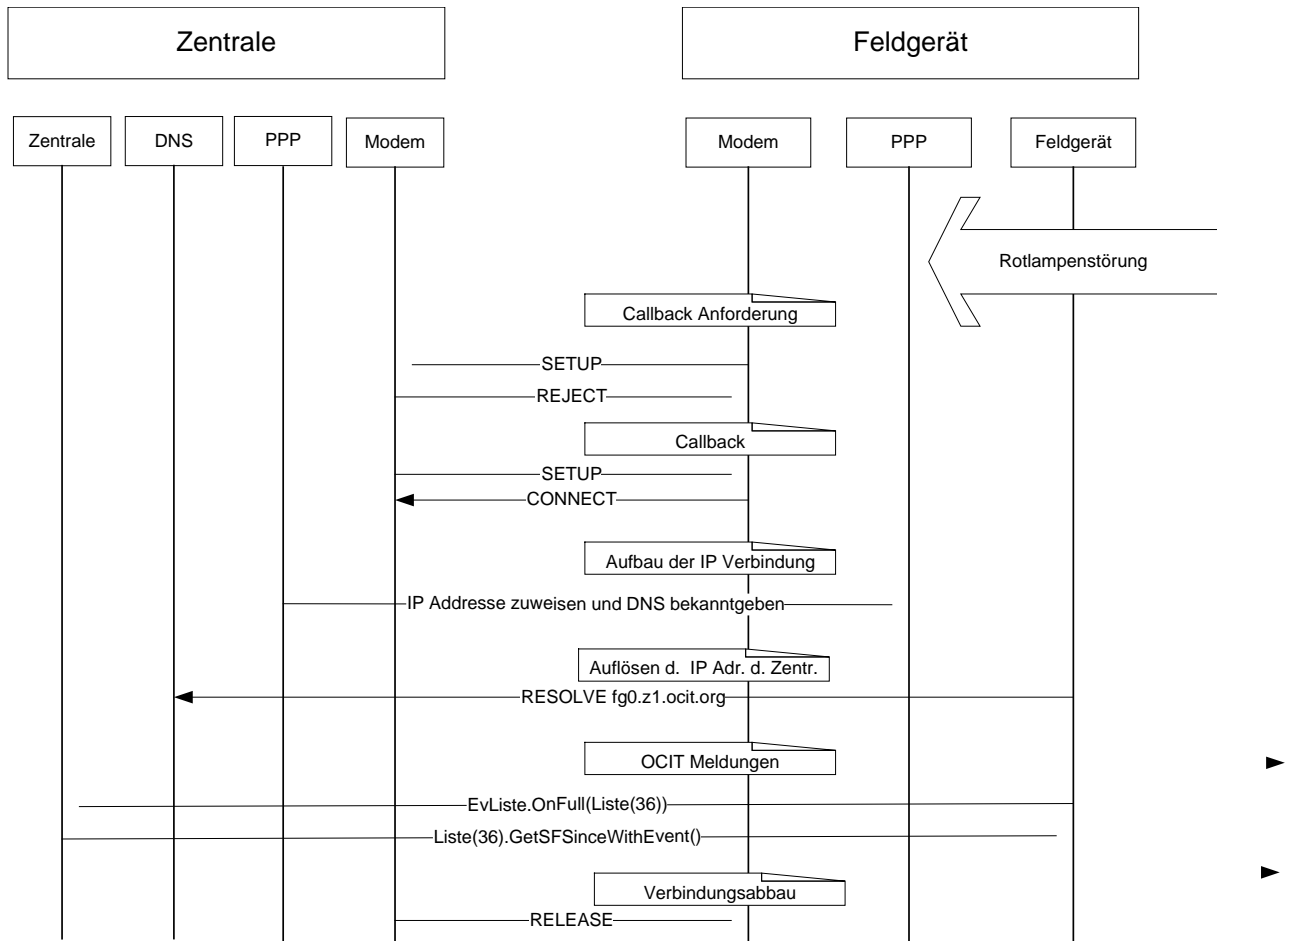 Zentrale
Feldgerät
Zentrale
DNS
PPP
Modem
Modem
PPP
Feldgerät
Rotlampenstörung
Callback Anforderung
SETUP
REJECT
Callback
SETUP
CONNECT
Aufbau der IP Verbindung
IP Addresse zuweisen und DNS bekanntgeben
Auflösen d. IP Adr. d. Zentr.
RESOLVE fg0.z1.ocit.org
OCIT Meldungen
EvListe.OnFull(Liste(36))
Liste(36).GetSFSinceWithEvent()
Verbindungsabbau
RELEASE